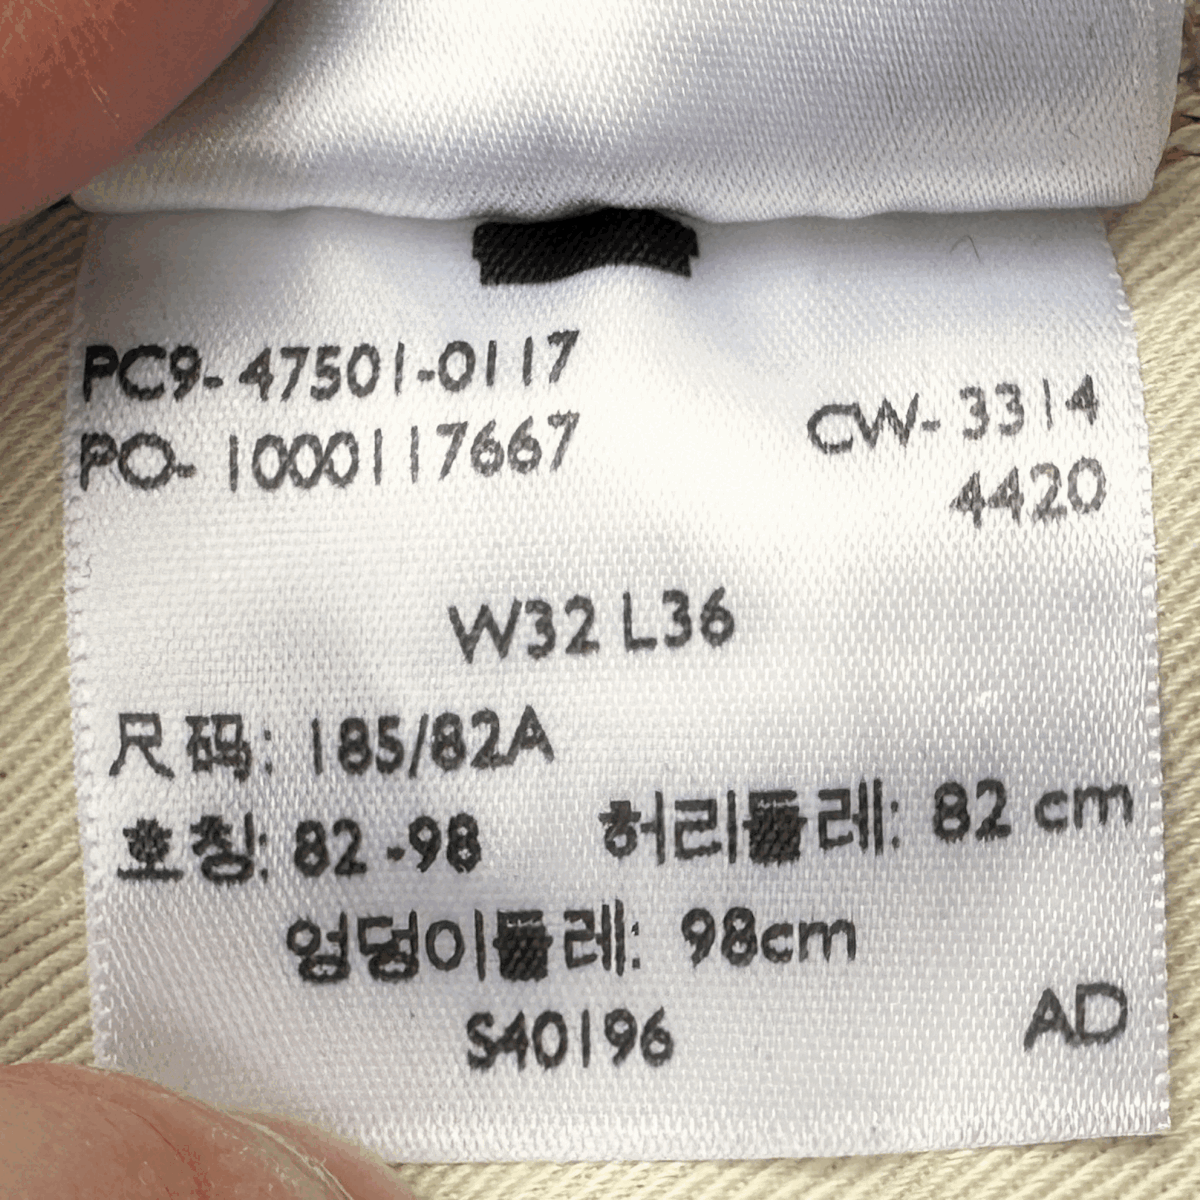 PC9-47501-0117
PO-1000117667
CW-3314
4420
W32 L36
尺码: 185/82A
호칭: 82-98 허리둘레: 82 cm
엉덩이둘레: 98cm
S40196
AD